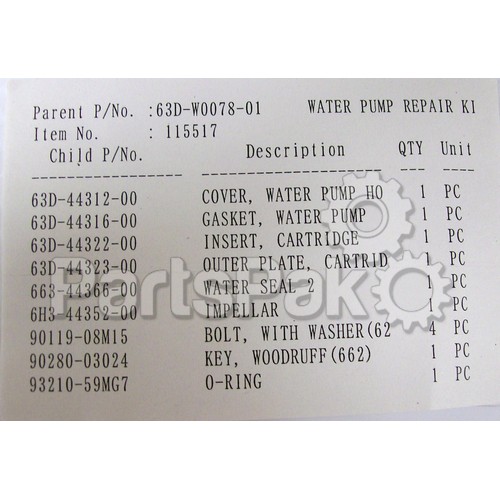 Parent P/No. :63D-W0078-01 WATER PUMP REPAIR KI
Item No. : 115517
Child P/No. Description QTY Unit
63D-44312-00 COVER, WATER PUMP HO 1 PC
63D-44316-00 GASKET, WATER PUMP 1 PC
63D-44322-00 INSERT, CARTRIDGE 1 PC
63D-44323-00 OUTER PLATE, CARTRID 1 PC
663-44366-00 WATER SEAL 2 1 PC
6H3-44352-00 IMPELLAR 1 PC
90119-08M15 BOLT, WITH WASHER(62 4 PC
90280-03024 KEY, WOODRUFF(662) 1 PC
93210-59MG7 O-RING 1 PC
PartsPak